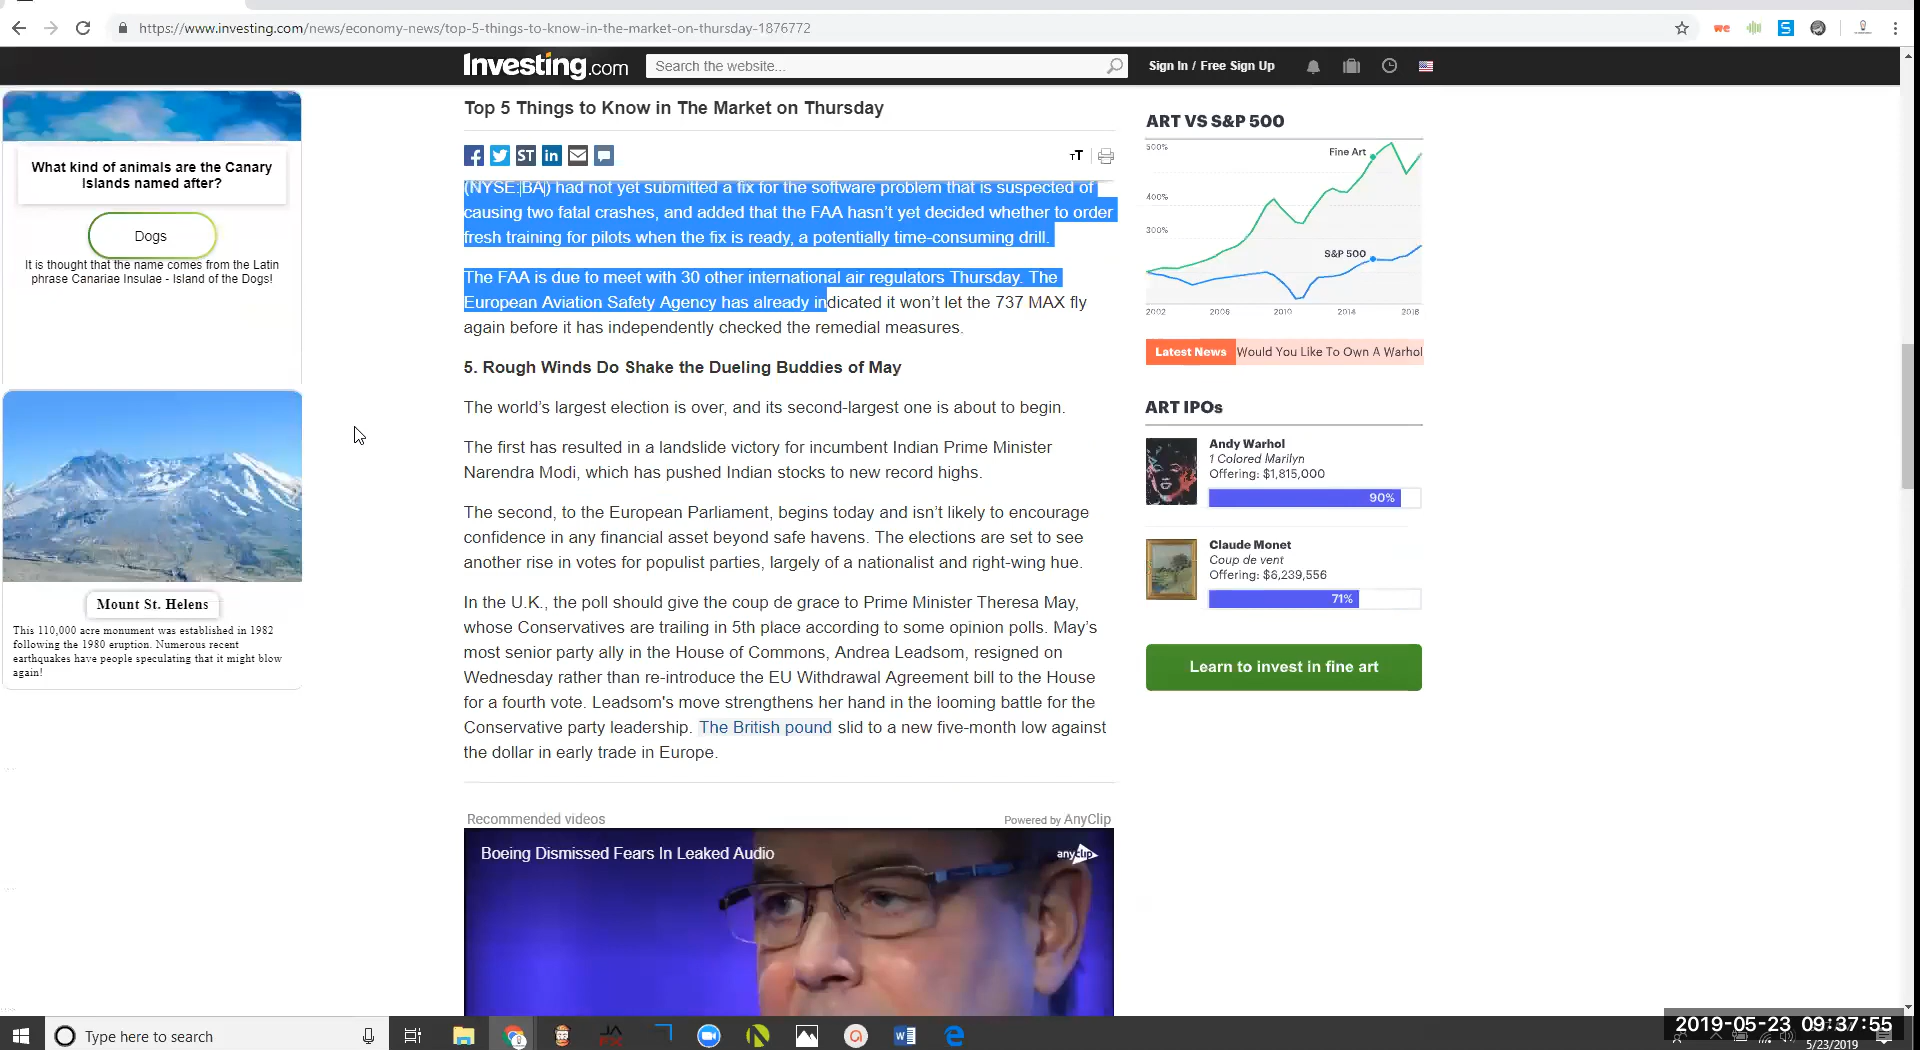 https://www.investing.com/news/economy-news/top-5-things-to-know-in-the-market-on-thursday-1876772
Investing.com
Search the website...
Sign In / Free Sign Up
What kind of animals are the Canary
Islands named after?
Dogs
It is thought that the name comes from the Latin
phrase Canariae Insulae - Island of the Dogs!
Mount St. Helens
This 110,000 acre monument was established in 1982
following the 1980 eruption. Numerous recent
earthquakes have people speculating that it might blow
again!
Top 5 Things to Know in The Market on Thursday
ST
in
TT
(NYSE:BA) had not yet submitted a fix for the software problem that is suspected of
causing two fatal crashes, and added that the FAA hasn't yet decided whether to order
fresh training for pilots when the fix is ready, a potentially time-consuming drill.
The FAA is due to meet with 30 other international air regulators Thursday. The
European Aviation Safety Agency has already indicated it won't let the 737 MAX fly
again before it has independently checked the remedial measures.
5. Rough Winds Do Shake the Dueling Buddies of May
The world's largest election is over, and its second-largest one is about to begin.
The first has resulted in a landslide victory for incumbent Indian Prime Minister
Narendra Modi, which has pushed Indian stocks to new record highs.
The second, to the European Parliament, begins today and isn't likely to encourage
confidence in any financial asset beyond safe havens. The elections are set to see
another rise in votes for populist parties, largely of a nationalist and right-wing hue.
In the U.K., the poll should give the coup de grace to Prime Minister Theresa May,
whose Conservatives are trailing in 5th place according to some opinion polls. May's
most senior party ally in the House of Commons, Andrea Leadsom, resigned on
Wednesday rather than re-introduce the EU Withdrawal Agreement bill to the House
for a fourth vote. Leadsom's move strengthens her hand in the looming battle for the
Conservative party leadership. The British pound slid to a new five-month low against
the dollar in early trade in Europe.
Recommended videos
Powered by AnyClip
Boeing Dismissed Fears In Leaked Audio
anyclip
ART VS S&P 500
500%
400%
300%
Fine Art
S&P 500
2002 2006 2010 2014 2018
Latest News Would You Like To Own A Warhol
ART IPOs
Andy Warhol
1 Colored Marilyn
Offering: $1,815,000
90%
Claude Monet
Coup de vent
Offering: $6,239,556
71%
Learn to invest in fine art
Type here to search
2019-05-23 09:37:55
5/23/2019